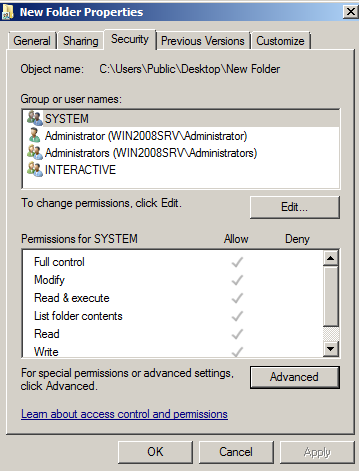 New Folder Properties
General Sharing Security Previous Versions Customize
Object name: C:\Users\Public\Desktop\New Folder
Group or user names:
SYSTEM
Administrator (WIN2008SRV\Administrator)
Administrators (WIN2008SRV\Administrators)
INTERACTIVE
To change permissions, click Edit.
Edit...
Permissions for SYSTEM Allow Deny
Full control
Modify
Read & execute
List folder contents
Read
Write
For special permissions or advanced settings,
click Advanced.
Advanced
Learn about access control and permissions
OK Cancel Apply